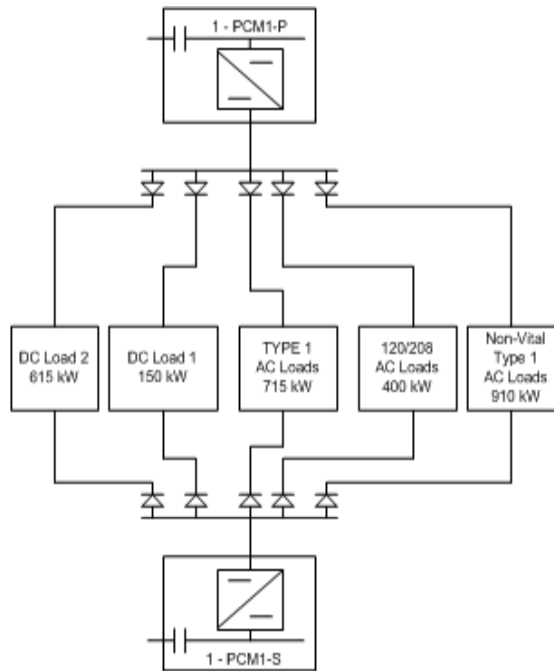 1 - PCM1-P
DC Load 2
615 kW
DC Load 1
150 kW
TYPE 1
AC Loads
715 kW
120/208
AC Loads
400 kW
Non-Vital
Type 1
AC Loads
910 kW
1 - PCM1-S